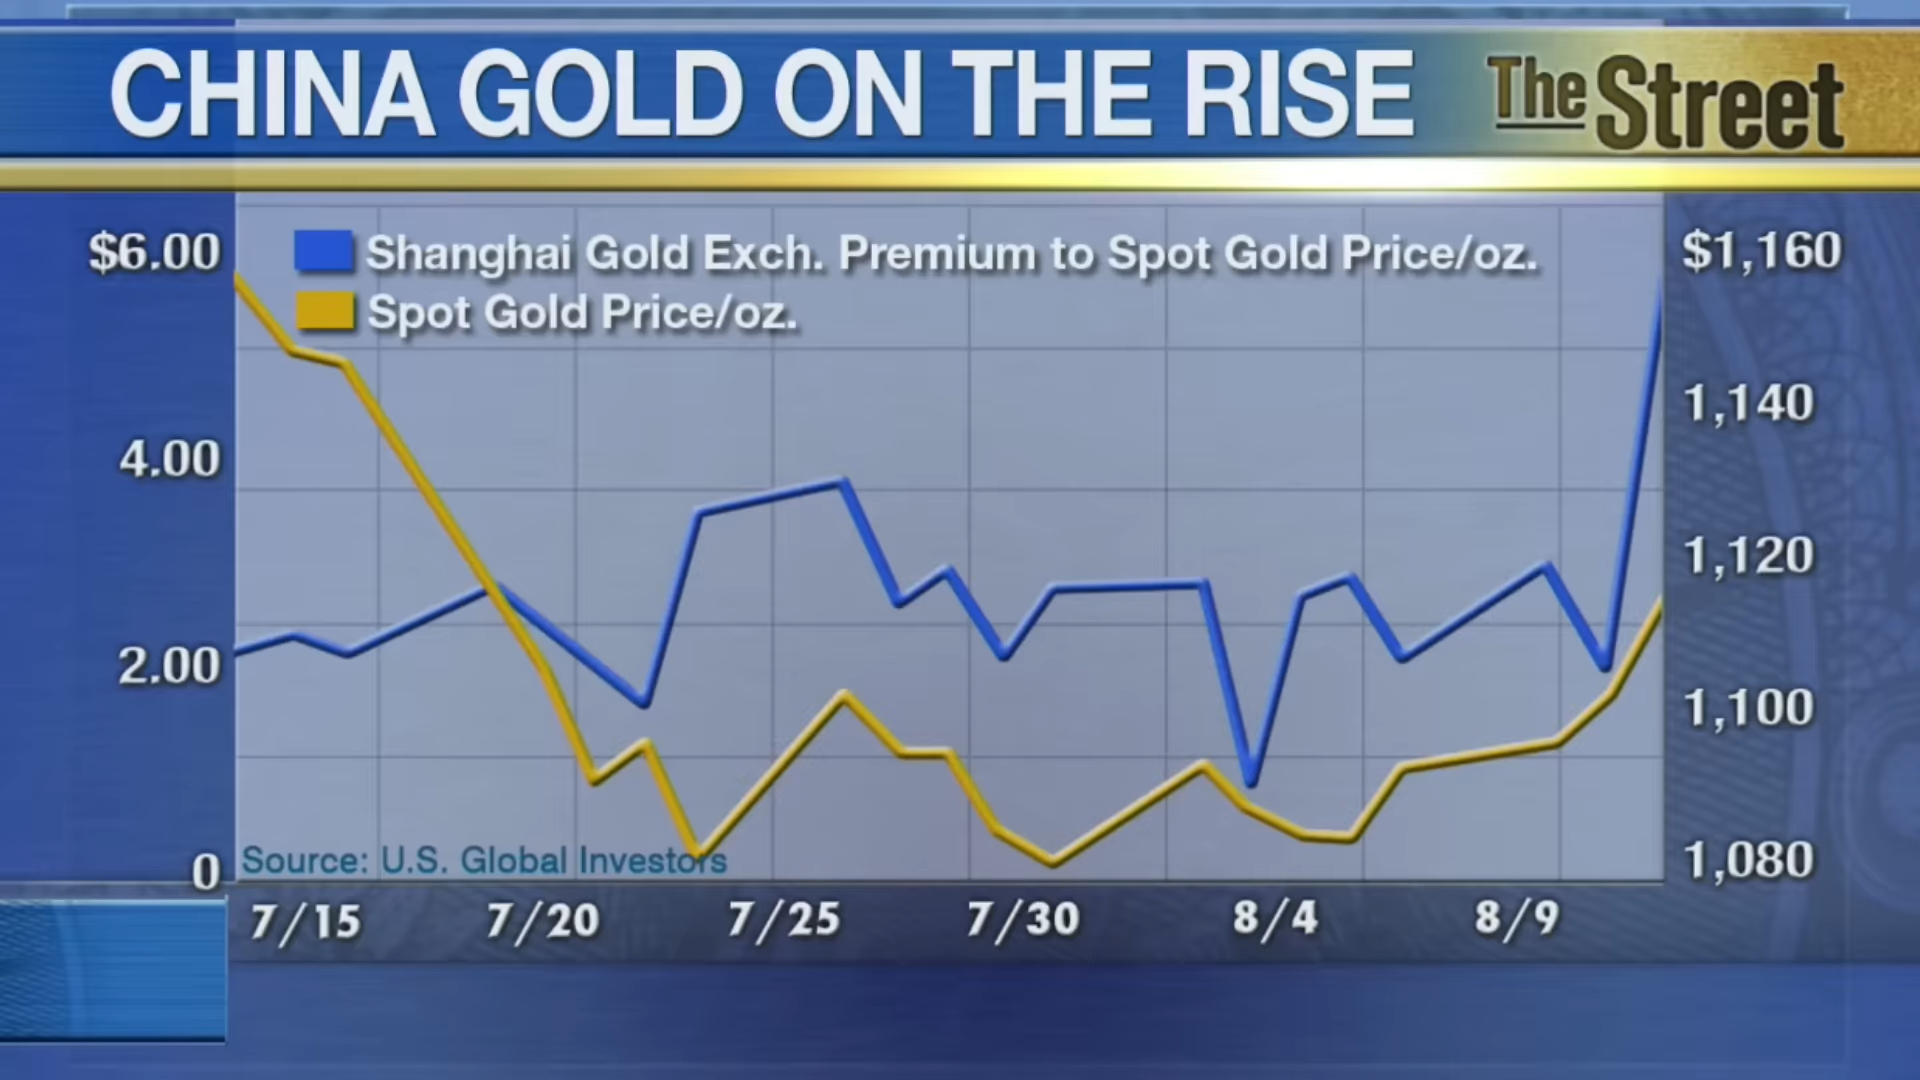 CHINA GOLD ON THE RISE
The Street
$6.00
4.00
2.00
0
Shanghai Gold Exch. Premium to Spot Gold Price/oz.
Spot Gold Price/oz.
$1,160
1,140
1,120
1,100
1,080
Source: U.S. Global Investors
7/15 7/20 7/25 7/30 8/4 8/9